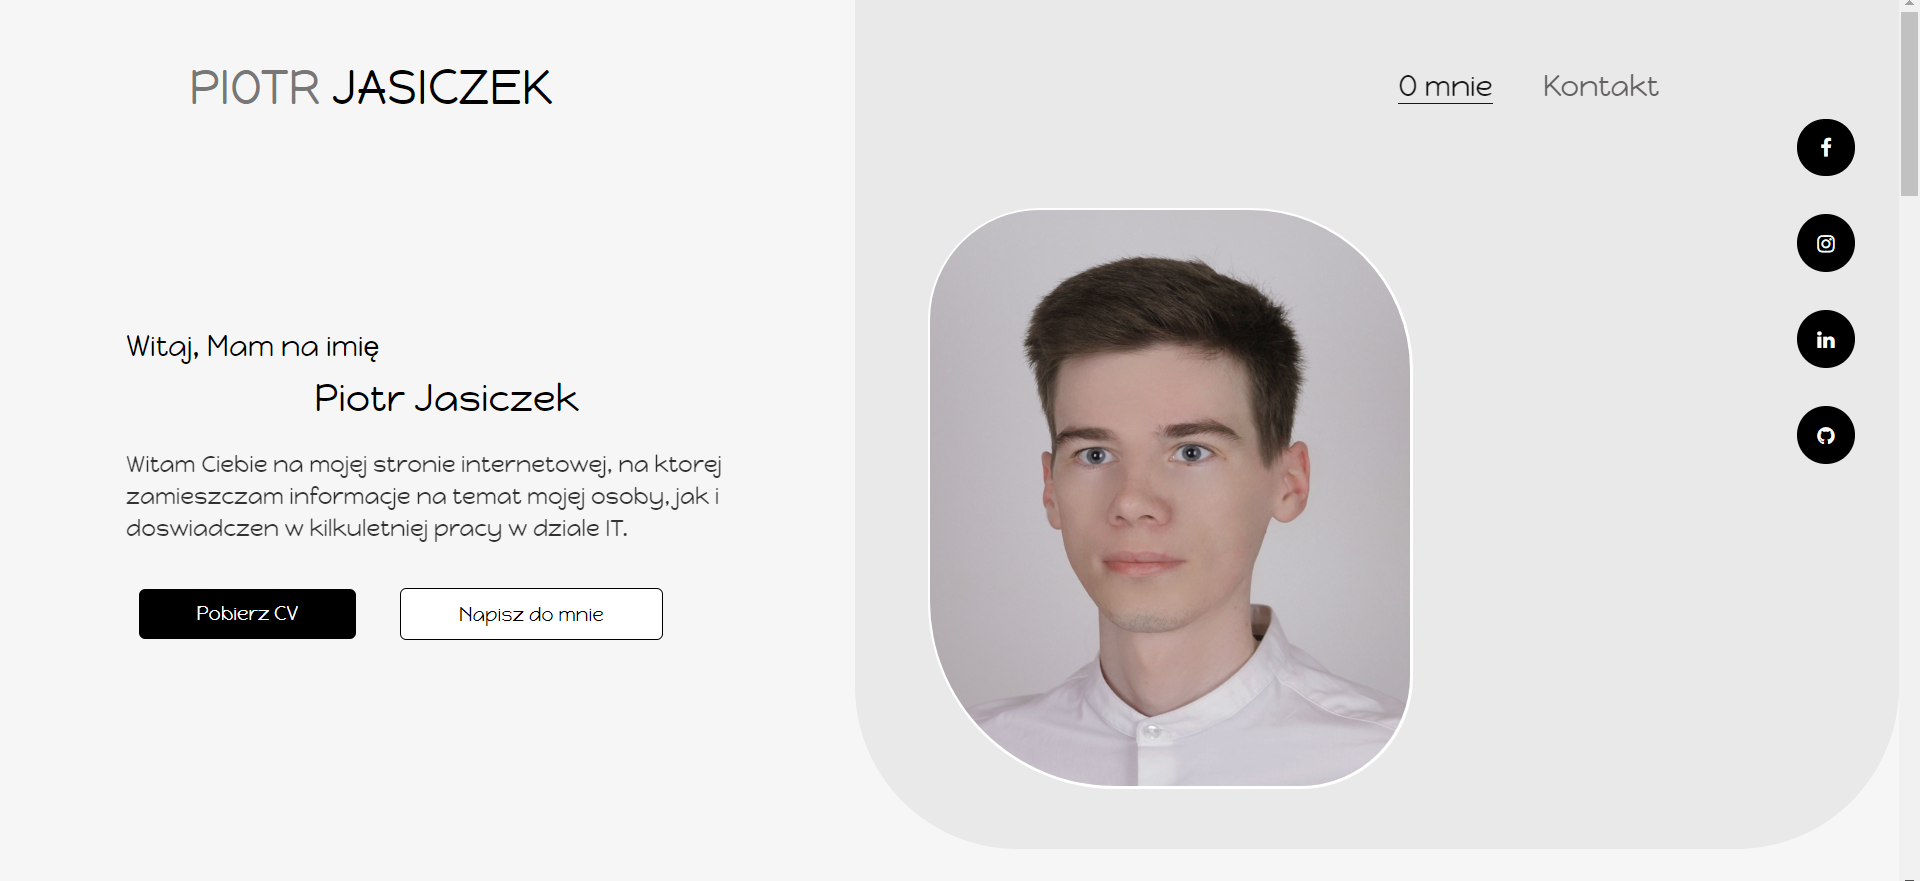 PIOTR JASICZEK
O mnie
Kontakt
Witaj, Mam na imię
Piotr Jasiczek
Witam Ciebie na mojej stronie internetowej, na ktorej
zamieszczam informacje na temat mojej osoby, jak i
doswiadczen w kilkuletniej pracy w dziale IT.
Pobierz CV
Napisz do mnie